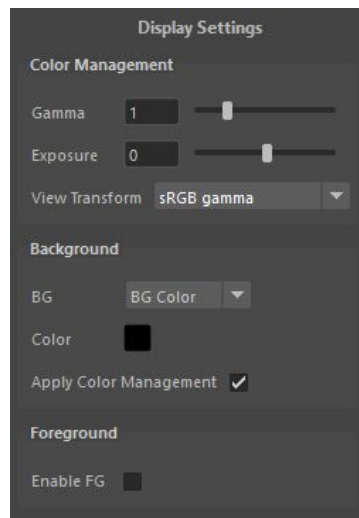 Display Settings
Color Management
Gamma 1
Exposure 0
View Transform sRGB gamma
Background
BG BG Color
Color
Apply Color Management
Foreground
Enable FG